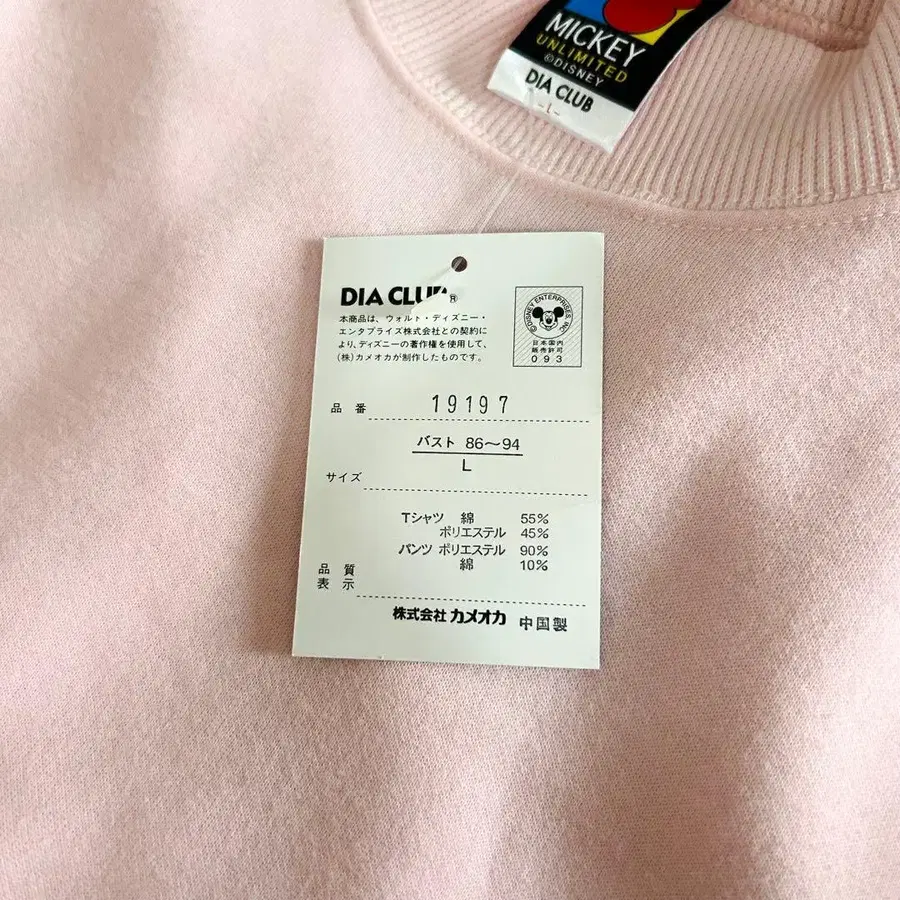 MICKEY
UNLIMITED
©DISNEY
DIA CLUB
-L-
DIA CLUB®
本商品は、ウォルト・ディズニー・
エンタプライズ株式会社との契約に
より、ディズニーの著作権を使用して、
(株)カメオカが制作したものです。
©DISNEY ENTERPRISES, INC.
日本国内
販売許可
093
品番 19197
バスト 86〜94
L
サイズ
Tシャツ 綿 55%
ポリエステル 45%
パンツ ポリエステル 90%
綿 10%
品質
表示
株式会社 カメオカ 中国製